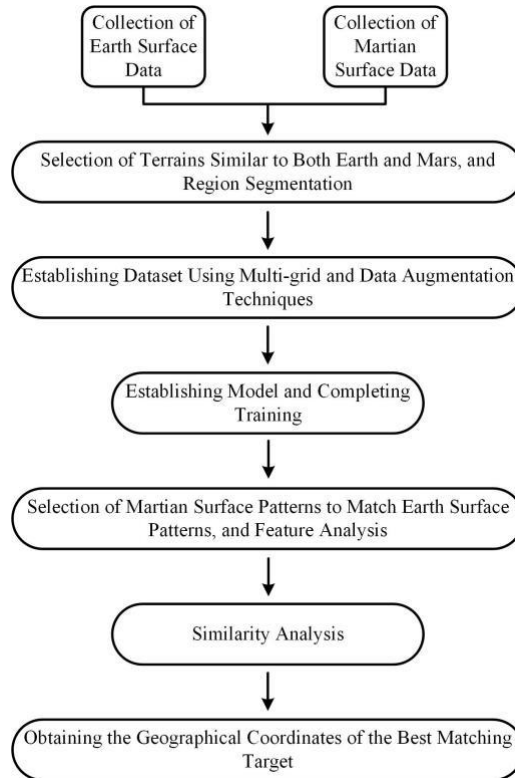 Collection of
Earth Surface
Data
Collection of
Martian
Surface Data
Selection of Terrains Similar to Both Earth and Mars, and
Region Segmentation
Establishing Dataset Using Multi-grid and Data Augmentation
Techniques
Establishing Model and Completing
Training
Selection of Martian Surface Patterns to Match Earth Surface
Patterns, and Feature Analysis
Similarity Analysis
Obtaining the Geographical Coordinates of the Best Matching
Target